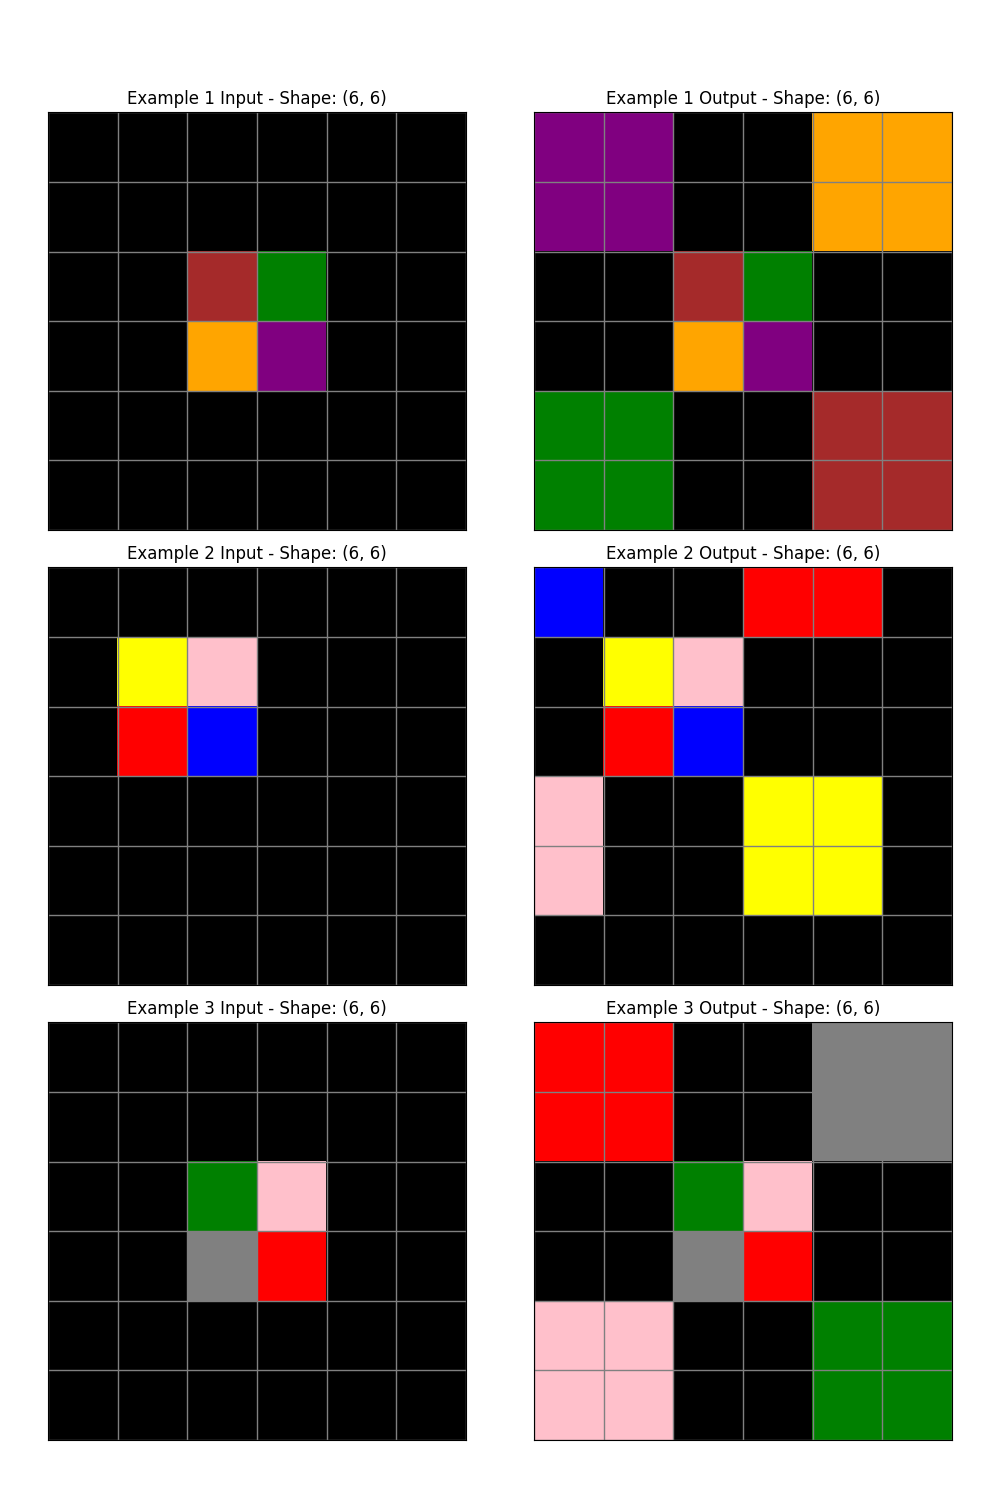 Example 1 Input - Shape: (6, 6)
Example 1 Output - Shape: (6, 6)
Example 2 Input - Shape: (6, 6)
Example 2 Output - Shape: (6, 6)
Example 3 Input - Shape: (6, 6)
Example 3 Output - Shape: (6, 6)